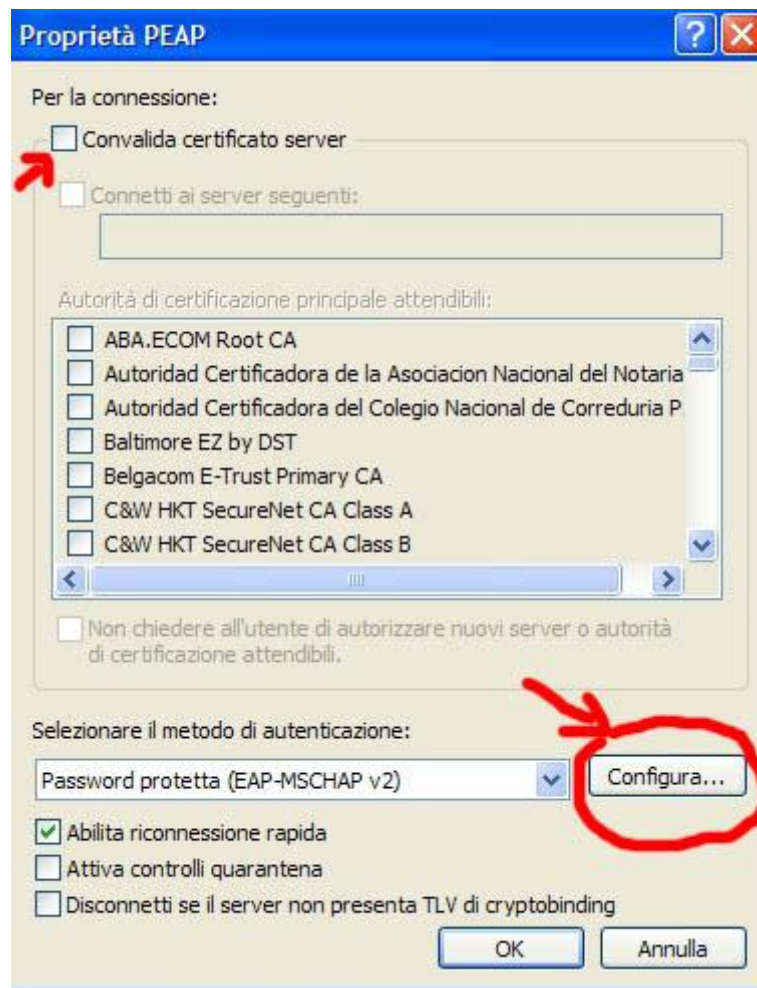 Proprietà PEAP
Per la connessione:
Convalida certificato server
Connetti ai server seguenti:
Autorità di certificazione principale attendibili:
ABA.ECOM Root CA
Autoridad Certificadora de la Asociacion Nacional del Notaria
Autoridad Certificadora del Colegio Nacional de Correduria P
Baltimore EZ by DST
Belgacom E-Trust Primary CA
C&W HKT SecureNet CA Class A
C&W HKT SecureNet CA Class B
Non chiedere all'utente di autorizzare nuovi server o autorità
di certificazione attendibili.
Selezionare il metodo di autenticazione:
Password protetta (EAP-MSCHAP v2)
Configura...
Abilita riconnessione rapida
Attiva controlli quarantena
Disconnetti se il server non presenta TLV di cryptobinding
OK
Annulla